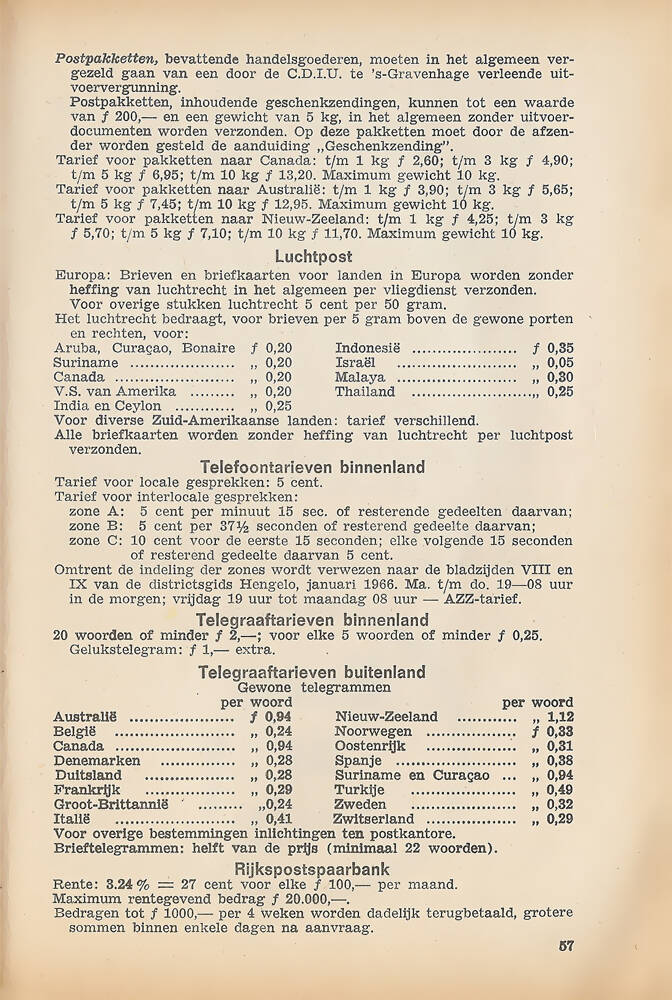 Postpakketten, bevattende handelsgoederen, moeten in het algemeen ver-
gezeld gaan van een door de C.D.I.U. te 's-Gravenhage verleende uit-
voervergunning.
Postpakketten, inhoudende geschenkzendingen, kunnen tot een waarde
van ƒ 200,— en een gewicht van 5 kg, in het algemeen zonder uitvoer-
documenten worden verzonden. Op deze pakketten moet door de afzen-
der worden gesteld de aanduiding „Geschenkzending".
Tarief voor pakketten naar Canada: t/m 1 kg ƒ 2,60; t/m 3 kg ƒ 4,90;
t/m 5 kg ƒ 6,95; t/m 10 kg ƒ 13,20. Maximum gewicht 10 kg.
Tarief voor pakketten naar Australië: t/m 1 kg ƒ 3,90; t/m 3 kg ƒ 5,65;
t/m 5 kg ƒ 7,45; t/m 10 kg ƒ 12,95. Maximum gewicht 10 kg.
Tarief voor pakketten naar Nieuw-Zeeland: t/m 1 kg ƒ 4,25; t/m 3 kg
ƒ 5,70; t/m 5 kg ƒ 7,10; t/m 10 kg ƒ 11,70. Maximum gewicht 10 kg.
Luchtpost
Europa: Brieven en briefkaarten voor landen in Europa worden zonder
heffing van luchtrecht in het algemeen per vliegdienst verzonden.
Voor overige stukken luchtrecht 5 cent per 50 gram.
Het luchtrecht bedraagt, voor brieven per 5 gram boven de gewone porten
en rechten, voor:
Aruba, Curaçao, Bonaire ƒ 0,20 Indonesië ..................... ƒ 0,35
Suriname ..................... „ 0,20 Israël ..................... „ 0,05
Canada ........................ „ 0,20 Malaya ........................ „ 0,30
V.S. van Amerika ......... „ 0,20 Thailand ........................„ 0,25
India en Ceylon ............ „ 0,25
Voor diverse Zuid-Amerikaanse landen: tarief verschillend.
Alle briefkaarten worden zonder heffing van luchtrecht per luchtpost
verzonden.
Telefoontarieven binnenland
Tarief voor locale gesprekken: 5 cent.
Tarief voor interlocale gesprekken:
zone A: 5 cent per minuut 15 sec. of resterende gedeelten daarvan;
zone B: 5 cent per 37½ seconden of resterend gedeelte daarvan;
zone C: 10 cent voor de eerste 15 seconden; elke volgende 15 seconden
of resterend gedeelte daarvan 5 cent.
Omtrent de indeling der zones wordt verwezen naar de bladzijden VIII en
IX van de districtsgids Hengelo, januari 1966. Ma. t/m do. 19—08 uur
in de morgen; vrijdag 19 uur tot maandag 08 uur — AZZ-tarief.
Telegraaftarieven binnenland
20 woorden of minder ƒ 2,—; voor elke 5 woorden of minder ƒ 0,25.
Gelukstelegram: ƒ 1,— extra.
Telegraaftarieven buitenland
Gewone telegrammen
per woord per woord
Australië ..................... ƒ 0,94 Nieuw-Zeeland ............ „ 1,12
België ........................ „ 0,24 Noorwegen .................. ƒ 0,33
Canada ........................ „ 0,94 Oostenrijk .................. „ 0,31
Denemarken ............... „ 0,28 Spanje ........................ „ 0,38
Duitsland .................. „ 0,28 Suriname en Curaçao ... „ 0,94
Frankrijk .................. „ 0,29 Turkije ..................... „ 0,49
Groot-Brittannië ......... „0,24 Zweden ..................... „ 0,32
Italië ........................ „ 0,41 Zwitserland .................. „ 0,29
Voor overige bestemmingen inlichtingen ten postkantore.
Brieftelegrammen: helft van de prijs (minimaal 22 woorden).
Rijkspostspaarbank
Rente: 3.24 % = 27 cent voor elke ƒ 100,— per maand.
Maximum rentegevend bedrag ƒ 20.000,—.
Bedragen tot ƒ 1000,— per 4 weken worden dadelijk terugbetaald, grotere
sommen binnen enkele dagen na aanvraag.
57